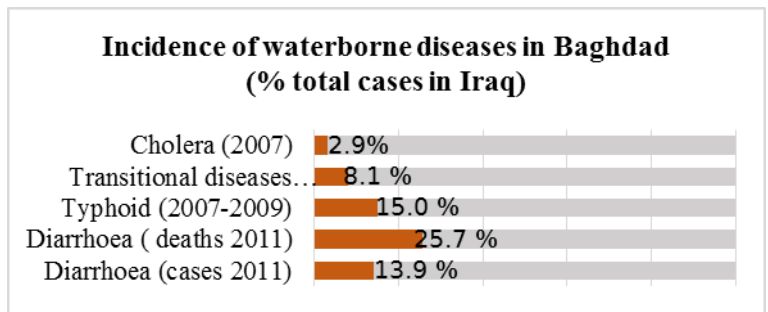 Incidence of waterborne diseases in Baghdad
(% total cases in Iraq)
Cholera (2007) 2.9%
Transitional diseases... 8.1 %
Typhoid (2007-2009) 15.0 %
Diarrhoea ( deaths 2011) 25.7 %
Diarrhoea (cases 2011) 13.9 %